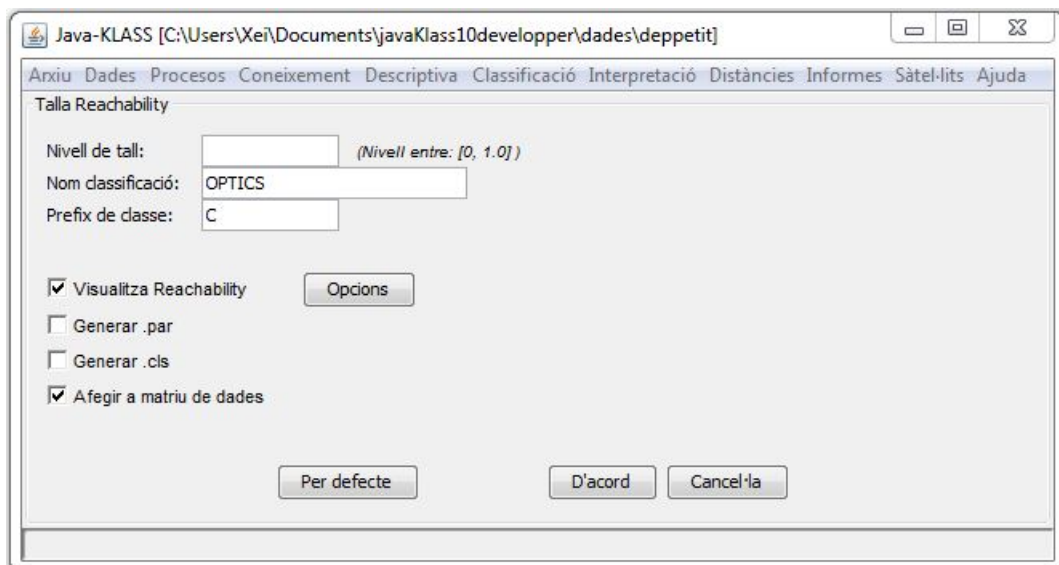 Java-KLASS [C:\Users\Xei\Documents\javaKlass10developper\dades\deppetit]
Arxiu Dades Procesos Coneixement Descriptiva Classificació Interpretació Distàncies Informes Sàtel·lits Ajuda
Talla Reachability
Nivell de tall: (Nivell entre: [0, 1.0] )
Nom classificació: OPTICS
Prefix de classe: C
Visualitza Reachability Opcions
Generar .par
Generar .cls
Afegir a matriu de dades
Per defecte D'acord Cancel·la